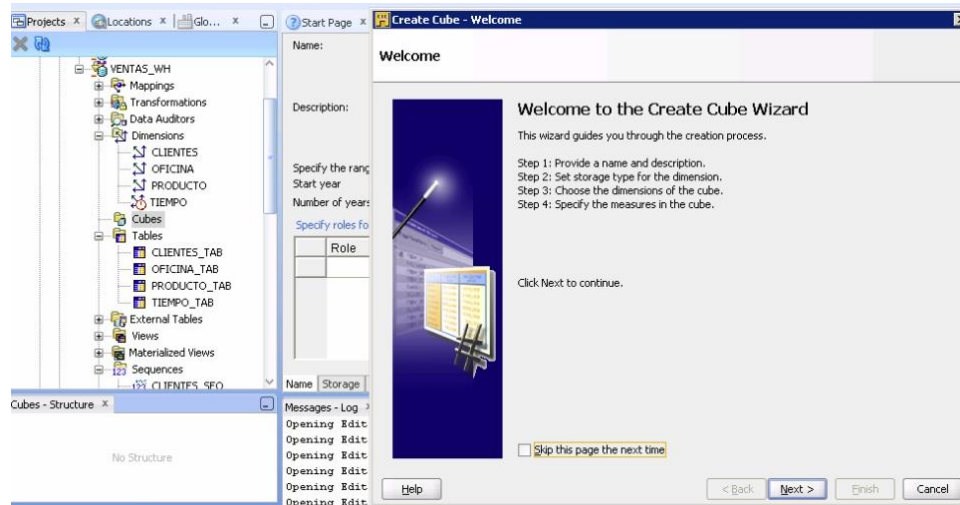 Projects
Locations
Glo...
VENTAS_WH
Mappings
Transformations
Data Auditors
Dimensions
CLIENTES
OFICINA
PRODUCTO
TIEMPO
Cubes
Tables
CLIENTES_TAB
OFICINA_TAB
PRODUCTO_TAB
TIEMPO_TAB
External Tables
Views
Materialized Views
Sequences
CLIENTES_SEQ
Cubes - Structure
No Structure
Start Page
Name:
Description:
Specify the rang
Start year
Number of years
Specify roles fo
Role
Name Storage
Messages - Log
Opening Edit
Opening Edit
Opening Edit
Opening Edit
Opening Edit
Opening Edit
Create Cube - Welcome
Welcome
Welcome to the Create Cube Wizard
This wizard guides you through the creation process.
Step 1: Provide a name and description.
Step 2: Set storage type for the dimension.
Step 3: Choose the dimensions of the cube.
Step 4: Specify the measures in the cube.
Click Next to continue.
Skip this page the next time
Help
< Back
Next >
Finish
Cancel